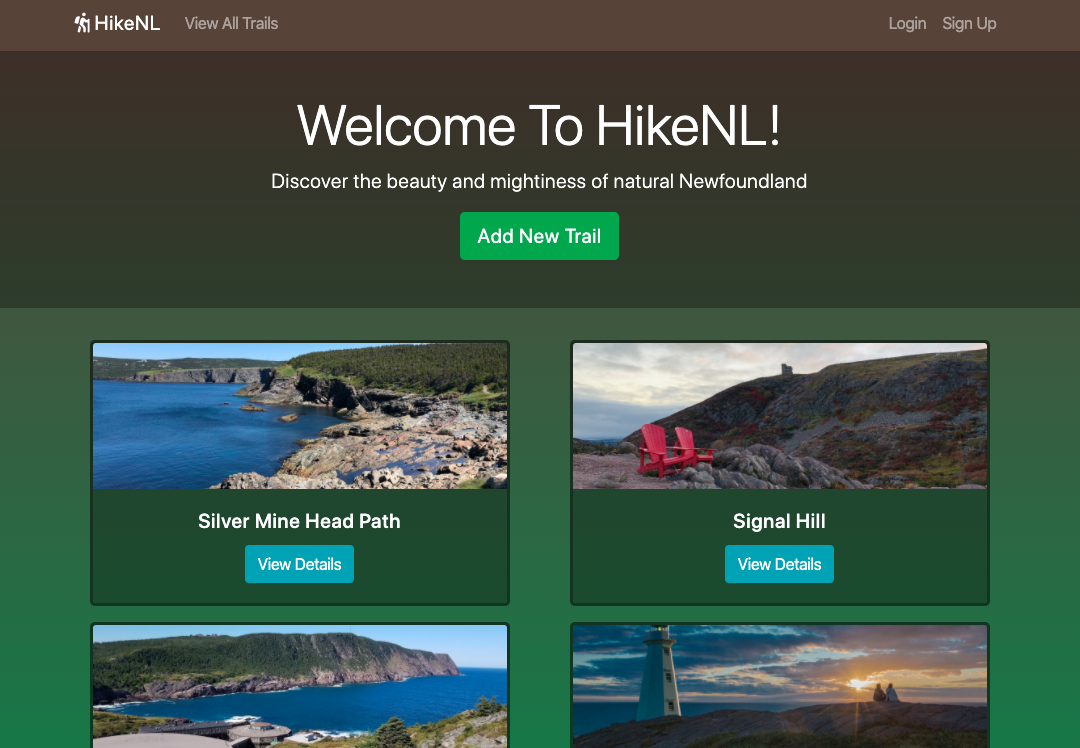 HikeNL View All Trails Login Sign Up
Welcome To HikeNL!
Discover the beauty and mightiness of natural Newfoundland
Add New Trail
Silver Mine Head Path
View Details
Signal Hill
View Details